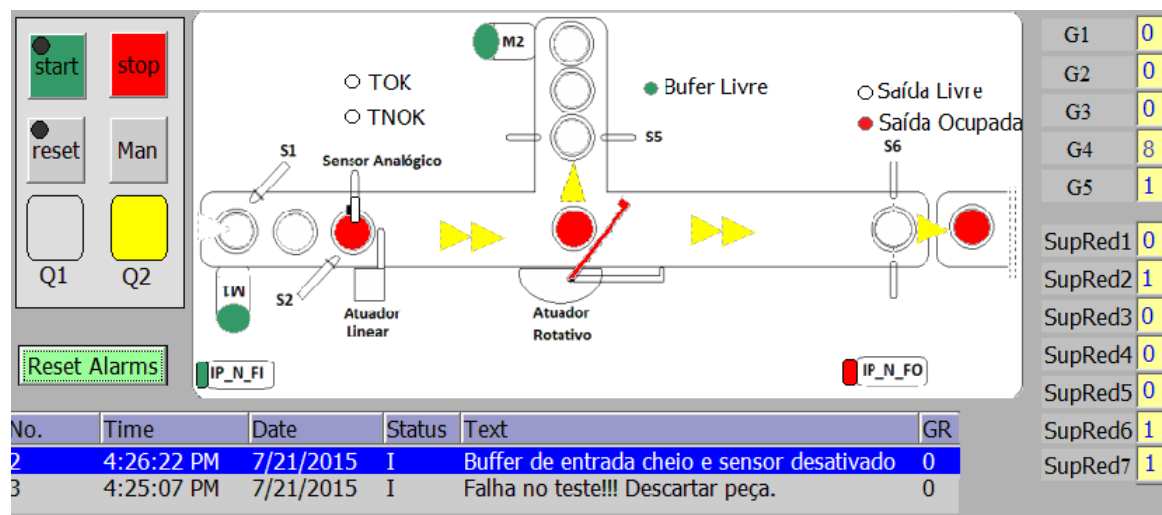 start
stop
reset
Man
Q1
Q2
Reset Alarms
M2
TOK
TNOK
Bufer Livre
Saída Livre
Saída Ocupada
S1
Sensor Analógico
S5
S6
M1
S2
Atuador
Linear
Atuador
Rotativo
IP_N_FI
IP_N_FO
G1 0
G2 0
G3 0
G4 8
G5 1
SupRed1 0
SupRed2 1
SupRed3 0
SupRed4 0
SupRed5 0
SupRed6 1
SupRed7 1
No. Time Date Status Text GR
2 4:26:22 PM 7/21/2015 I Buffer de entrada cheio e sensor desativado 0
3 4:25:07 PM 7/21/2015 I Falha no teste!!! Descartar peça. 0